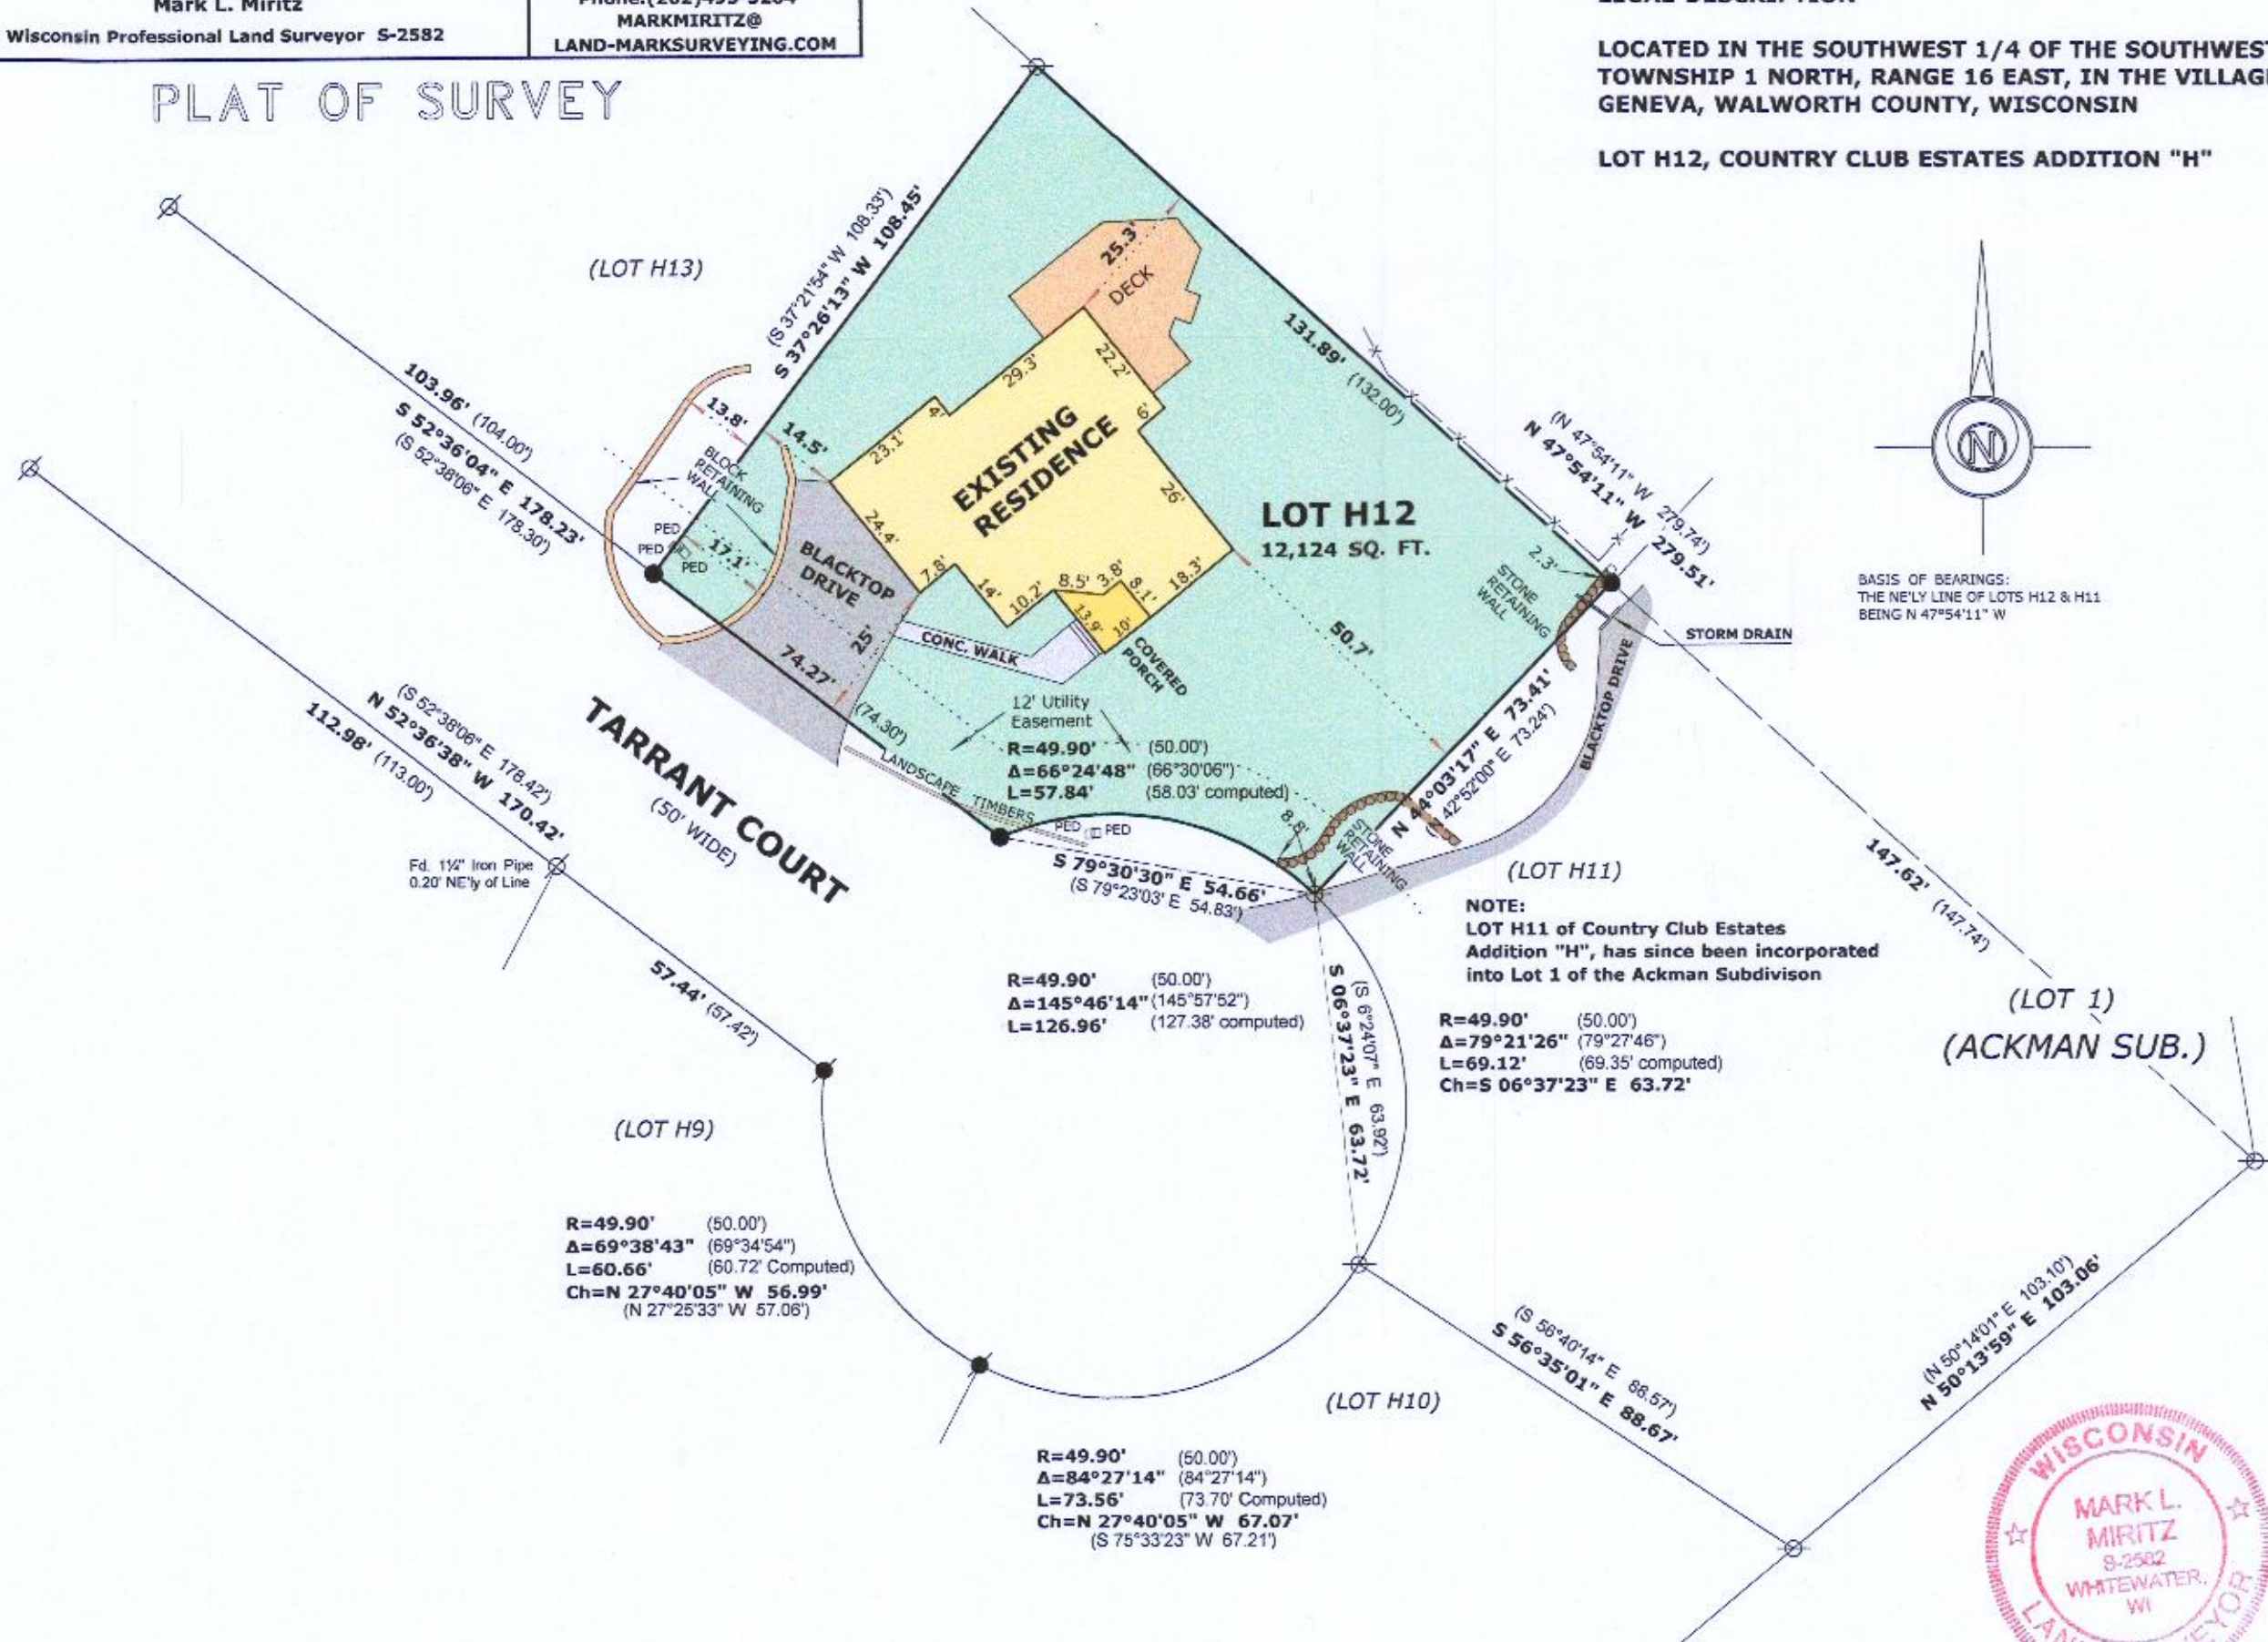 Mark L. Miritz
Wisconsin Professional Land Surveyor S-2582
MARKMIRITZ@
LAND-MARKSURVEYING.COM
PLAT OF SURVEY
LEGAL DESCRIPTION
LOCATED IN THE SOUTHWEST 1/4 OF THE SOUTHWEST
TOWNSHIP 1 NORTH, RANGE 16 EAST, IN THE VILLAGE
GENEVA, WALWORTH COUNTY, WISCONSIN
LOT H12, COUNTRY CLUB ESTATES ADDITION "H"
(LOT H13)
(S 37°21'54" W 108.33')
S 37°26'13" W 108.45'
25.3'
DECK
131.89'
(132.00')
N
BASIS OF BEARINGS:
THE NE'LY LINE OF LOTS H12 & H11
BEING N 47°54'11" W
103.96' (104.00')
S 52°36'04" E 178.23'
(S 52°38'06" E 178.30')
13.8'
14.5'
BLOCK
RETAINING
WALL
PED
PED
PED
17.1'
23.1'
4'
29.3'
22.2'
6'
26'
18.3'
8.1'
3.8'
8.5'
10.2'
14'
7.8'
24.4'
13.9'
10'
EXISTING
RESIDENCE
LOT H12
12,124 SQ. FT.
(N 47°54'11" W 279.74')
N 47°54'11" W 279.51'
2.3'
STONE
RETAINING
WALL
STORM DRAIN
BLACKTOP
DRIVE
25'
CONC. WALK
COVERED
PORCH
50.7'
74.27'
(74.30')
12' Utility
Easement
R=49.90' (50.00')
Δ=66°24'48" (66°30'06")
L=57.84' (58.03' computed)
LANDSCAPE TIMBERS
PED PED
8.8'
STONE
RETAINING
WALL
N 44°03'17" E 73.41'
42°52'00" E 73.24')
BLACKTOP DRIVE
TARRANT COURT
(50' WIDE)
(S 52°38'06" E 178.42')
N 52°36'38" W 170.42'
112.98' (113.00')
Fd. 1¼" Iron Pipe
0.20' NE'ly of Line
S 79°30'30" E 54.66'
(S 79°23'03' E 54.83')
(LOT H11)
NOTE:
LOT H11 of Country Club Estates
Addition "H", has since been incorporated
into Lot 1 of the Ackman Subdivison
147.62' (147.74')
57.44' (57.42')
R=49.90' (50.00')
Δ=145°46'14" (145°57'52")
L=126.96' (127.38' computed)
(S 6°24'07" E 63.92')
S 06°37'23" E 63.72'
R=49.90' (50.00')
Δ=79°21'26" (79°27'46")
L=69.12' (69.35' computed)
Ch=S 06°37'23" E 63.72'
(LOT 1)
(ACKMAN SUB.)
(LOT H9)
R=49.90' (50.00')
Δ=69°38'43" (69°34'54")
L=60.66' (60.72' Computed)
Ch=N 27°40'05" W 56.99'
(N 27°25'33" W 57.06')
(LOT H10)
(S 56°40'14" E 88.57')
S 56°35'01" E 88.67'
(N 50°14'01" E 103.10')
N 50°13'59" E 103.06'
R=49.90' (50.00')
Δ=84°27'14" (84°27'14")
L=73.56' (73.70' Computed)
Ch=N 27°40'05" W 67.07'
(S 75°33'23" W 67.21')
WISCONSIN
MARK L.
MIRITZ
S-2582
WHITEWATER,
WI